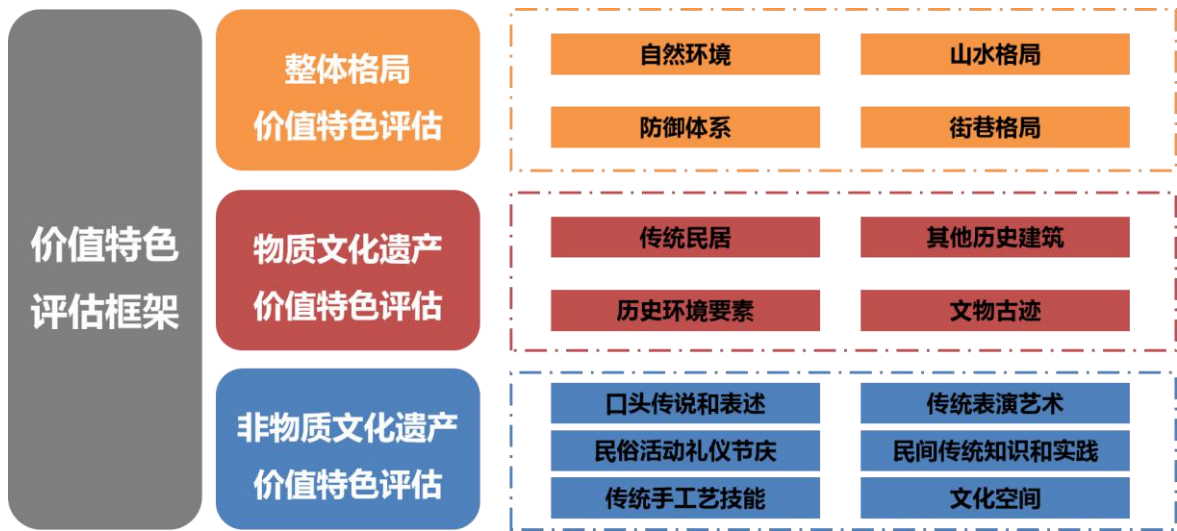 价值特色
评估框架
整体格局
价值特色评估
自然环境
山水格局
防御体系
街巷格局
物质文化遗产
价值特色评估
传统民居
其他历史建筑
历史环境要素
文物古迹
非物质文化遗产
价值特色评估
口头传说和表述
传统表演艺术
民俗活动礼仪节庆
民间传统知识和实践
传统手工艺技能
文化空间